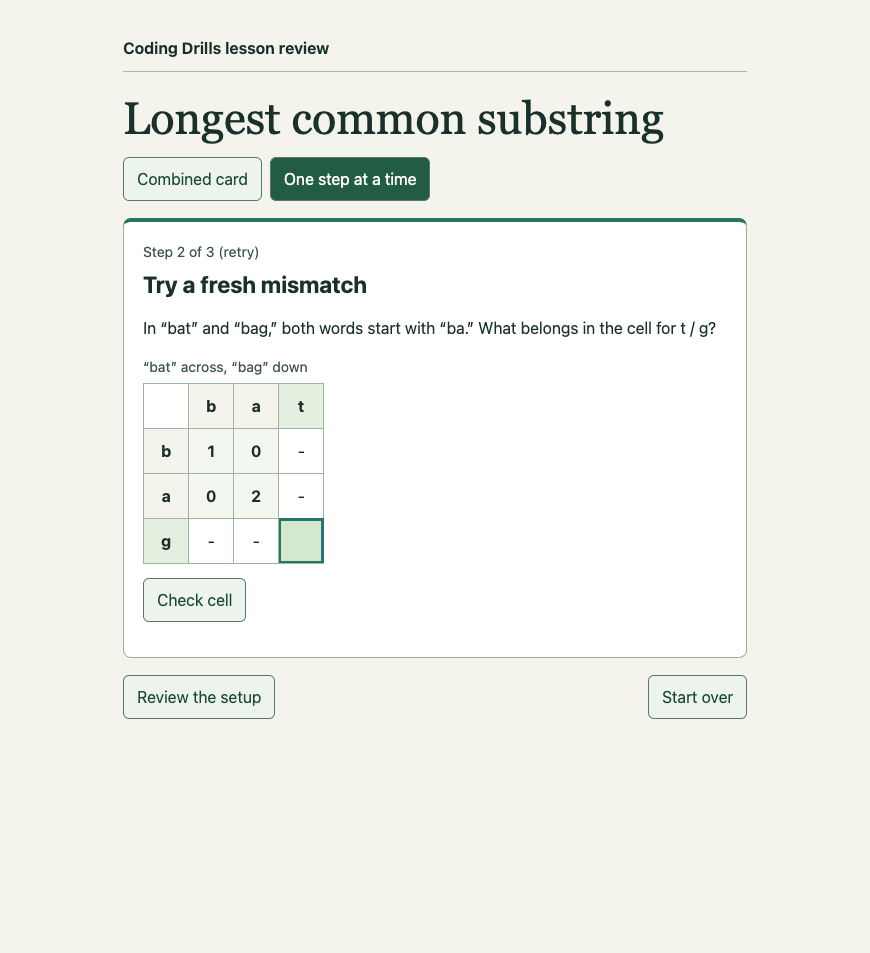 Coding Drills lesson review
Longest common substring
Combined card
One step at a time
Step 2 of 3 (retry)
Try a fresh mismatch
In “bat” and “bag,” both words start with “ba.” What belongs in the cell for t / g?
“bat” across, “bag” down
b a t
b 1 0 -
a 0 2 -
g - -
Check cell
Review the setup
Start over